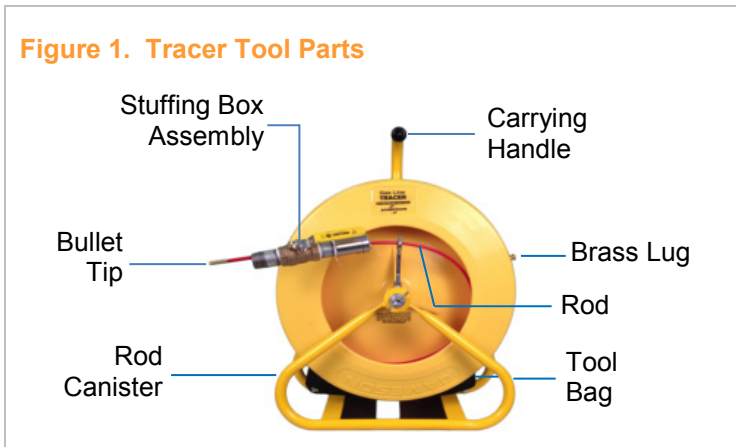 Figure 1. Tracer Tool Parts
Stuffing Box
Assembly
Carrying
Handle
Gas Line
TRACER
Bullet
Tip
Brass Lug
Rod
Rod
Canister
Tool
Bag